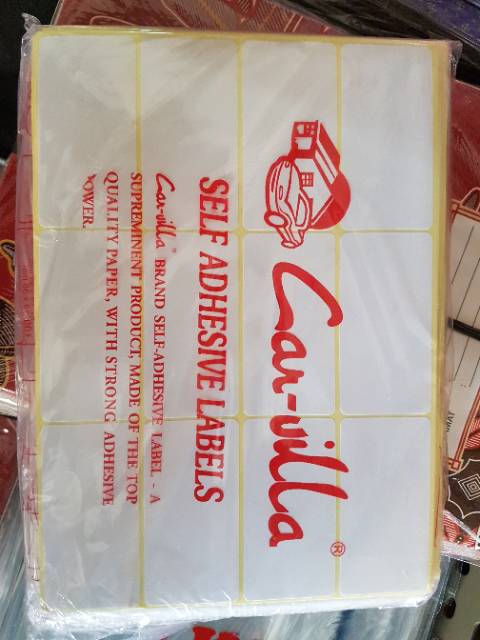 Car-villa ®
SELF ADHESIVE LABELS
Car-villa BRAND SELF-ADHESIVE LABEL - A
SUPREMINENT PRODUCT, MADE OF THE TOP
QUALITY PAPER, WITH STRONG ADHESIVE
POWER.